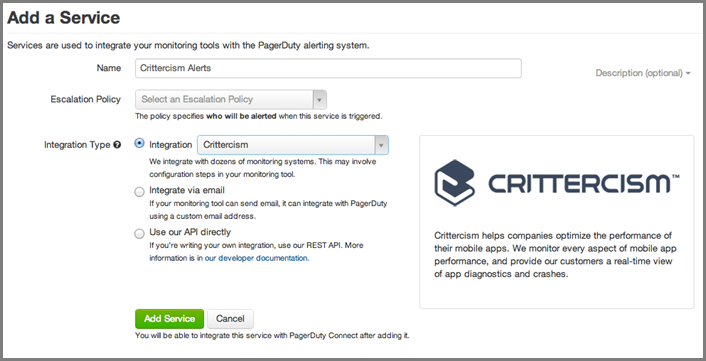 Add a Service
Services are used to integrate your monitoring tools with the PagerDuty alerting system.
Name
Crittercism Alerts
Description (optional)
Escalation Policy
Select an Escalation Policy
The policy specifies who will be alerted when this service is triggered.
Integration Type
Integration
Crittercism
We integrate with dozens of monitoring systems. This may involve
configuration steps in your monitoring tool.
Integrate via email
If your monitoring tool can send email, it can integrate with PagerDuty
using a custom email address.
Use our API directly
If you're writing your own integration, use our REST API. More
information is in our developer documentation.
CRITTERCISM™
Crittercism helps companies optimize the performance of
their mobile apps. We monitor every aspect of mobile app
performance, and provide our customers a real-time view
of app diagnostics and crashes.
Add Service
Cancel
You will be able to integrate this service with PagerDuty Connect after adding it.